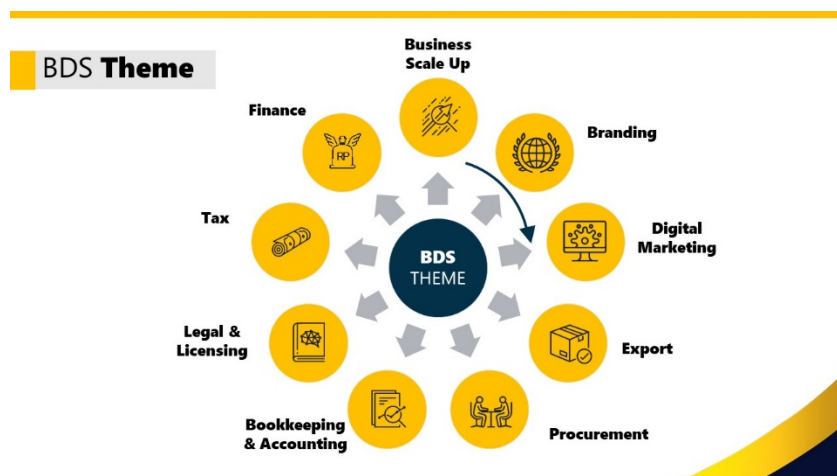 BDS Theme
Business
Scale Up
Branding
Digital
Marketing
Export
Procurement
Bookkeeping
& Accounting
Legal &
Licensing
Tax
Finance
RP
BDS
THEME